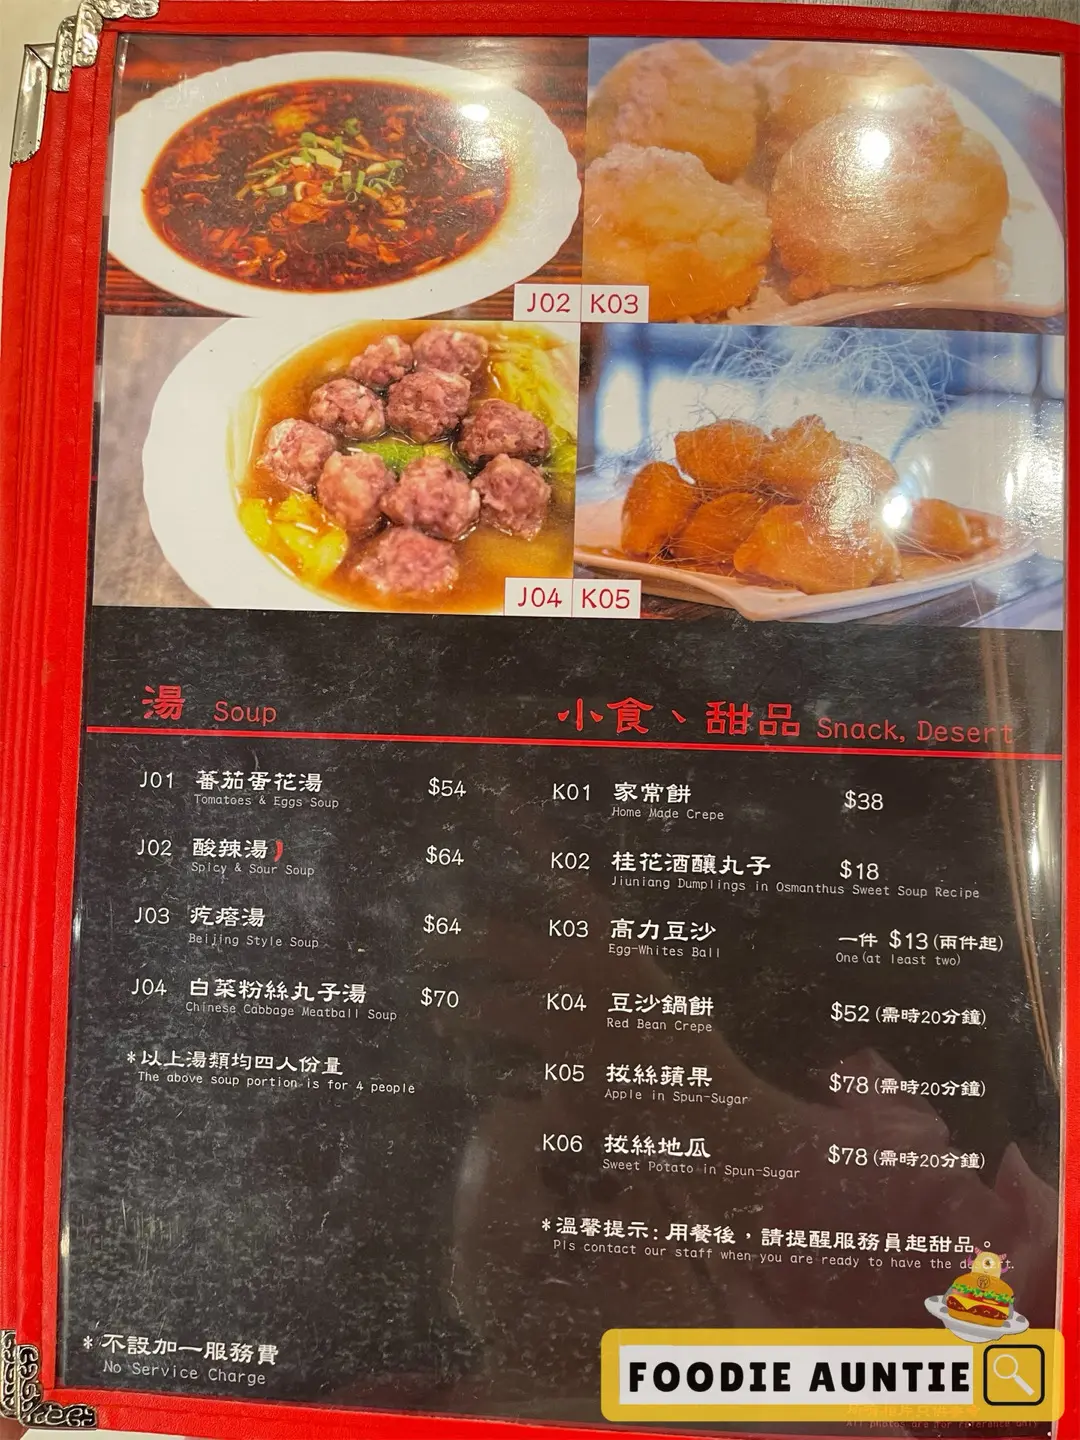 J02 K03
J04 K05
湯 Soup
J01 蕃茄蛋花湯 $54
Tomatoes & Eggs Soup
J02 酸辣湯 $64
Spicy & Sour Soup
J03 疙瘩湯 $64
Beijing Style Soup
J04 白菜粉絲丸子湯 $70
Chinese Cabbage Meatball Soup
*以上湯類均四人份量
The above soup portion is for 4 people
小食、甜品 Snack, Desert
K01 家常餅 $38
Home Made Crepe
K02 桂花酒釀丸子 $18
Jiuniang Dumplings in Osmanthus Sweet Soup Recipe
K03 高力豆沙 一件 $13 (兩件起)
Egg-Whites Ball One (at least two)
K04 豆沙鍋餅 $52 (需時20分鐘)
Red Bean Crepe
K05 拔絲蘋果 $78 (需時20分鐘)
Apple in Spun-Sugar
K06 拔絲地瓜 $78 (需時20分鐘)
Sweet Potato in Spun-Sugar
*溫馨提示: 用餐後，請提醒服務員起甜品。
Pls contact our staff when you are ready to have the dessert.
*不設加一服務費
No Service Charge
FOODIE AUNTIE
All photos are for reference only